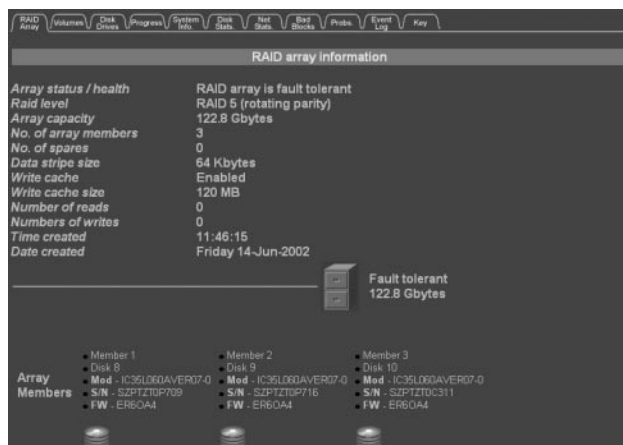 RAID Array Volumes Disk Drives Progress System Info. Disk Stats. Net Stats. Bad Blocks Probs. Event Log Key
RAID array information
Array status / health RAID array is fault tolerant
Raid level RAID 5 (rotating parity)
Array capacity 122.8 Gbytes
No. of array members 3
No. of spares 0
Data stripe size 64 Kbytes
Write cache Enabled
Write cache size 120 MB
Number of reads 0
Numbers of writes 0
Time created 11:46:15
Date created Friday 14-Jun-2002
Fault tolerant
122.8 Gbytes
Array Members
Member 1
Disk 8
Mod - IC35L060AVER07-0
S/N - SZPTZT0P709
FW - ER6OA4
Member 2
Disk 9
Mod - IC35L060AVER07-0
S/N - SZPTZT0P716
FW - ER6OA4
Member 3
Disk 10
Mod - IC35L060AVER07-0
S/N - SZPTZT0C311
FW - ER6OA4